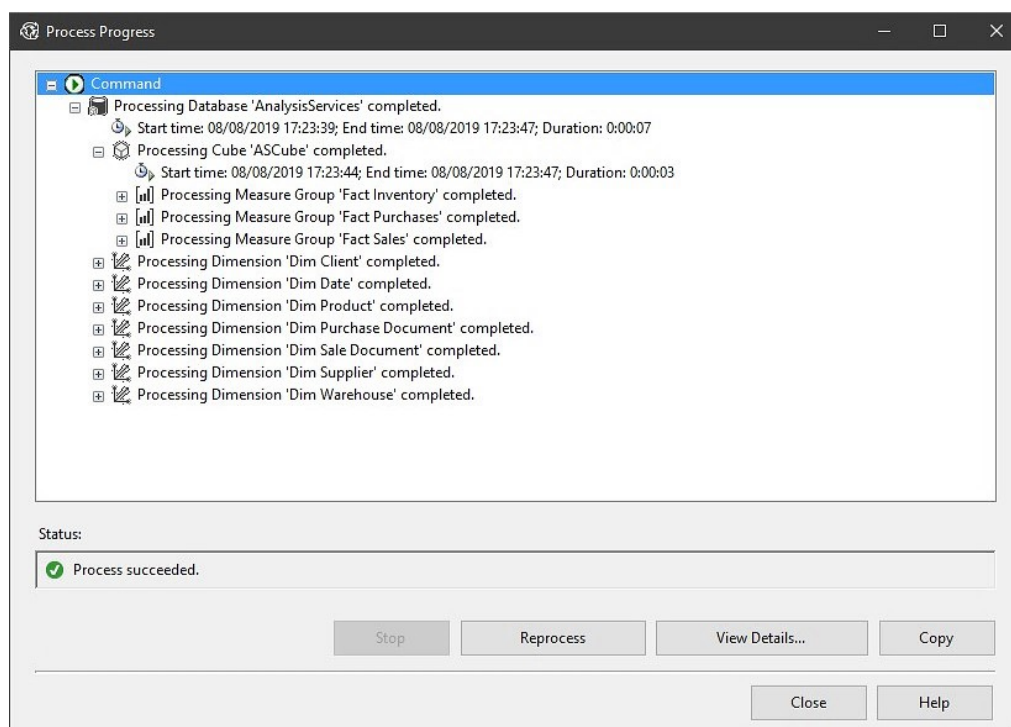 Process Progress
Command
Processing Database 'AnalysisServices' completed.
Start time: 08/08/2019 17:23:39; End time: 08/08/2019 17:23:47; Duration: 0:00:07
Processing Cube 'ASCube' completed.
Start time: 08/08/2019 17:23:44; End time: 08/08/2019 17:23:47; Duration: 0:00:03
Processing Measure Group 'Fact Inventory' completed.
Processing Measure Group 'Fact Purchases' completed.
Processing Measure Group 'Fact Sales' completed.
Processing Dimension 'Dim Client' completed.
Processing Dimension 'Dim Date' completed.
Processing Dimension 'Dim Product' completed.
Processing Dimension 'Dim Purchase Document' completed.
Processing Dimension 'Dim Sale Document' completed.
Processing Dimension 'Dim Supplier' completed.
Processing Dimension 'Dim Warehouse' completed.
Status:
Process succeeded.
Stop Reprocess View Details... Copy
Close Help